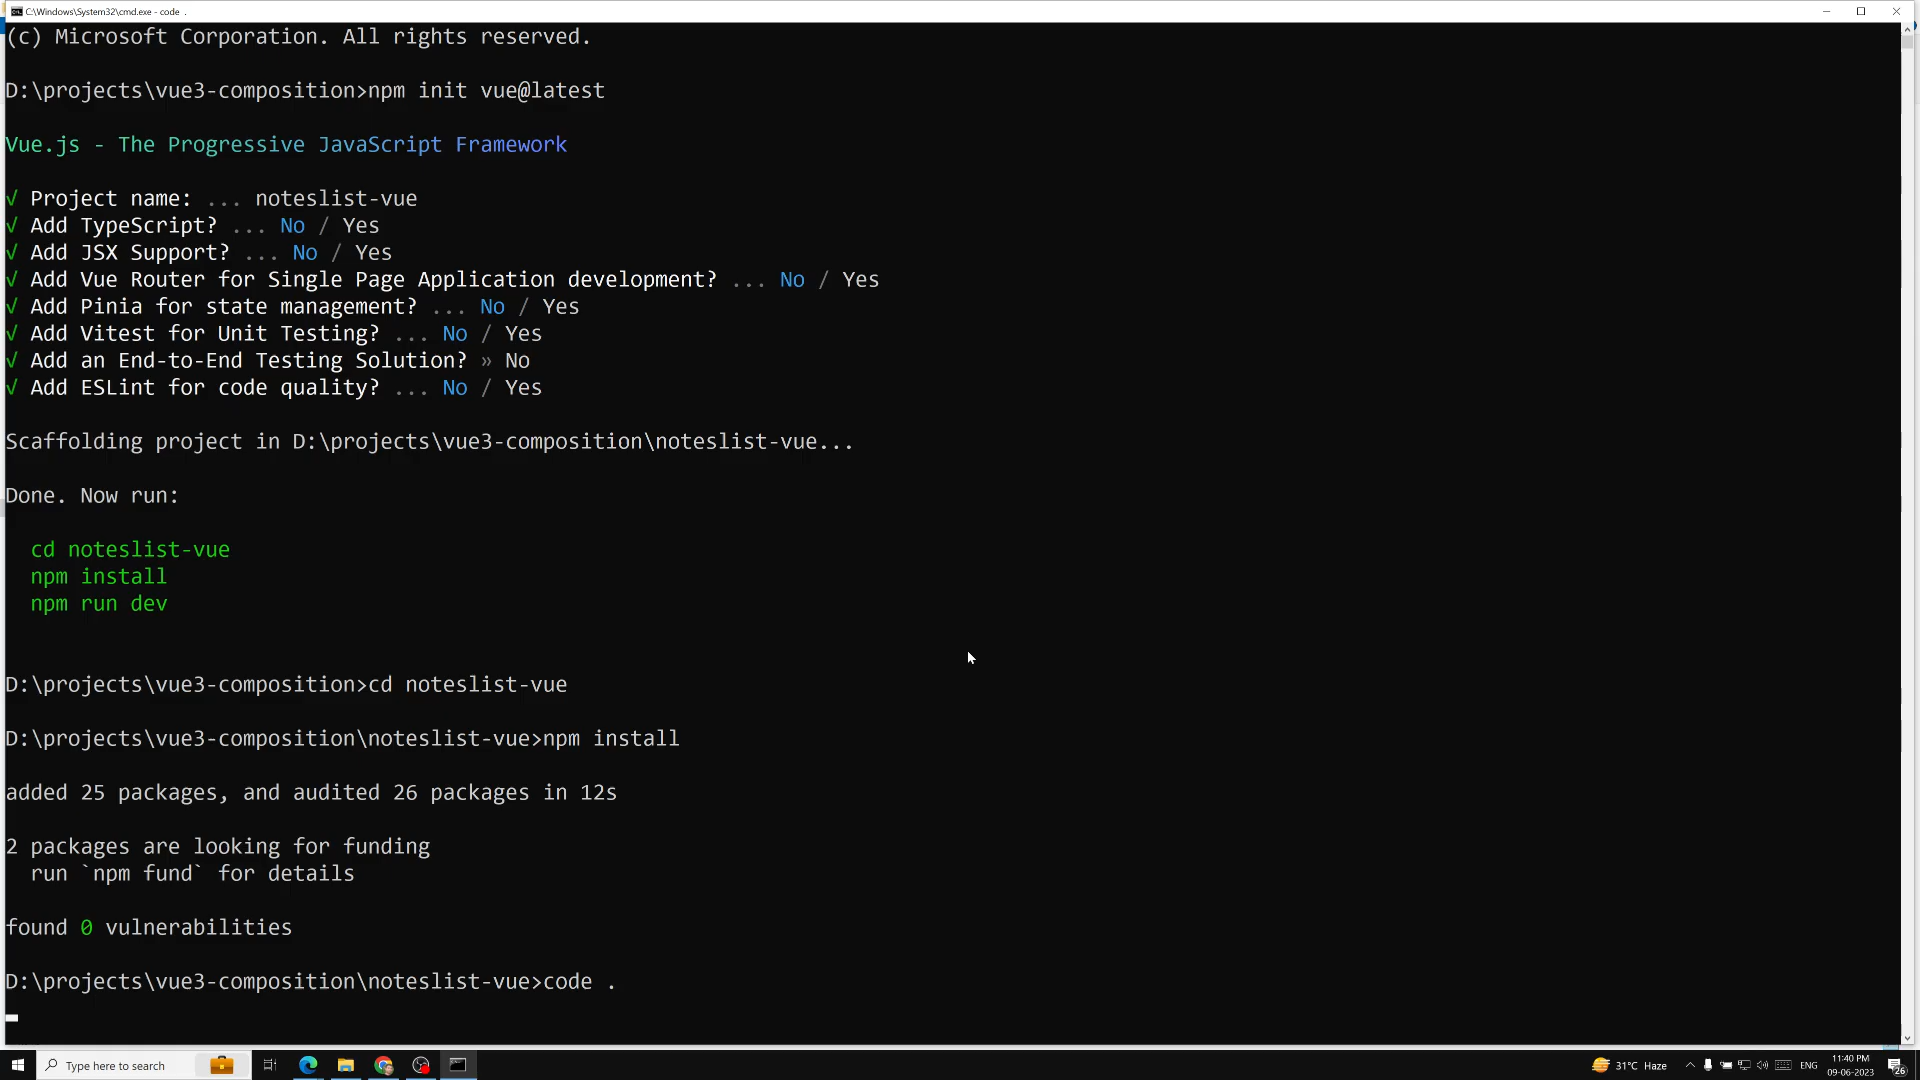 C:\Windows\System32\cmd.exe - code .
(c) Microsoft Corporation. All rights reserved.
D:\projects\vue3-composition>npm init vue@latest
Vue.js - The Progressive JavaScript Framework
√ Project name: ... noteslist-vue
√ Add TypeScript? ... No / Yes
√ Add JSX Support? ... No / Yes
√ Add Vue Router for Single Page Application development? ... No / Yes
√ Add Pinia for state management? ... No / Yes
√ Add Vitest for Unit Testing? ... No / Yes
√ Add an End-to-End Testing Solution? » No
√ Add ESLint for code quality? ... No / Yes
Scaffolding project in D:\projects\vue3-composition\noteslist-vue...
Done. Now run:
cd noteslist-vue
npm install
npm run dev
D:\projects\vue3-composition>cd noteslist-vue
D:\projects\vue3-composition\noteslist-vue>npm install
added 25 packages, and audited 26 packages in 12s
2 packages are looking for funding
run `npm fund` for details
found 0 vulnerabilities
D:\projects\vue3-composition\noteslist-vue>code .
Type here to search
31°C Haze
ENG
11:40 PM
09-06-2023
26